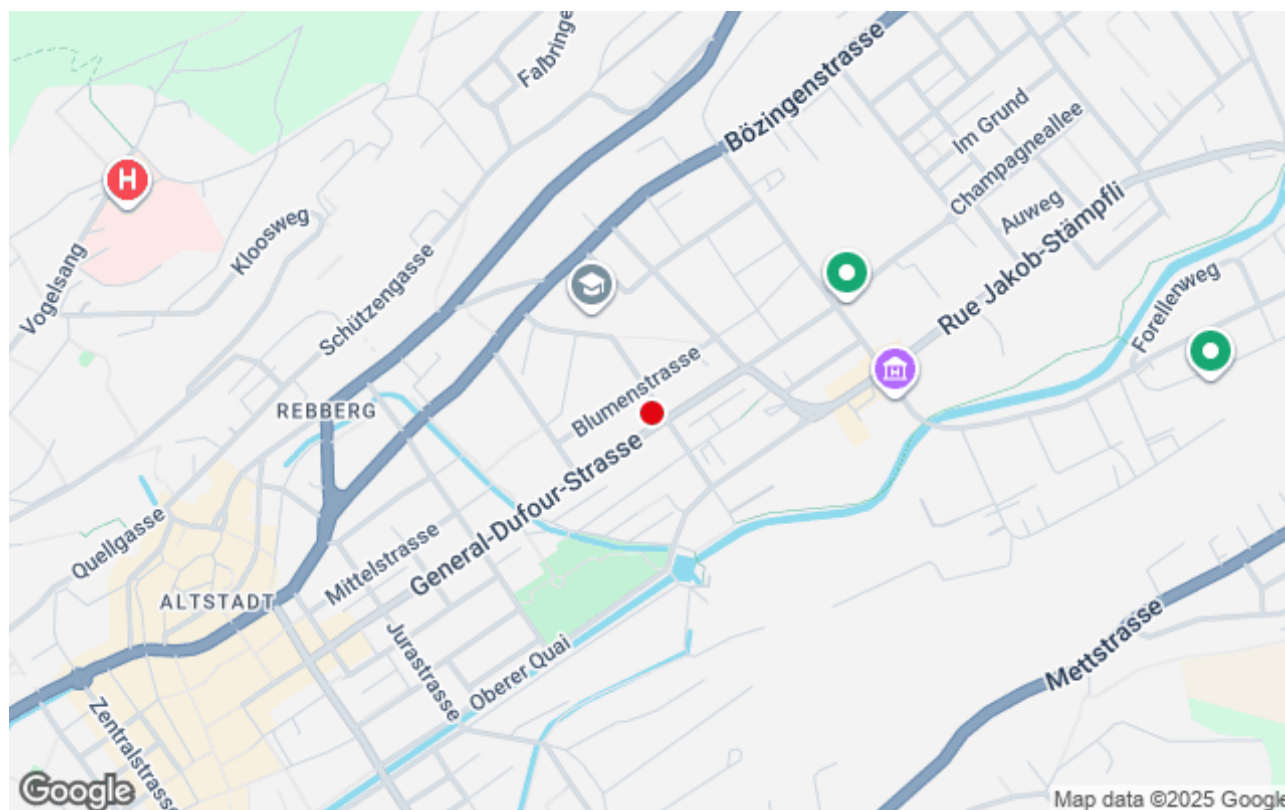 Falbringe
Bözingenstrasse
Im Grund
Champagneallee
Auweg
H
Kloosweg
Vogelsang
Schützengasse
Rue Jakob-Stämpfli
Forellenweg
Blumenstrasse
REBBERG
General-Dufour-Strasse
Quellgasse
Mittelstrasse
ALTSTADT
Jurastrasse
Oberer Quai
Mettstrasse
Zentralstrasse
Google
Map data ©2025 Google